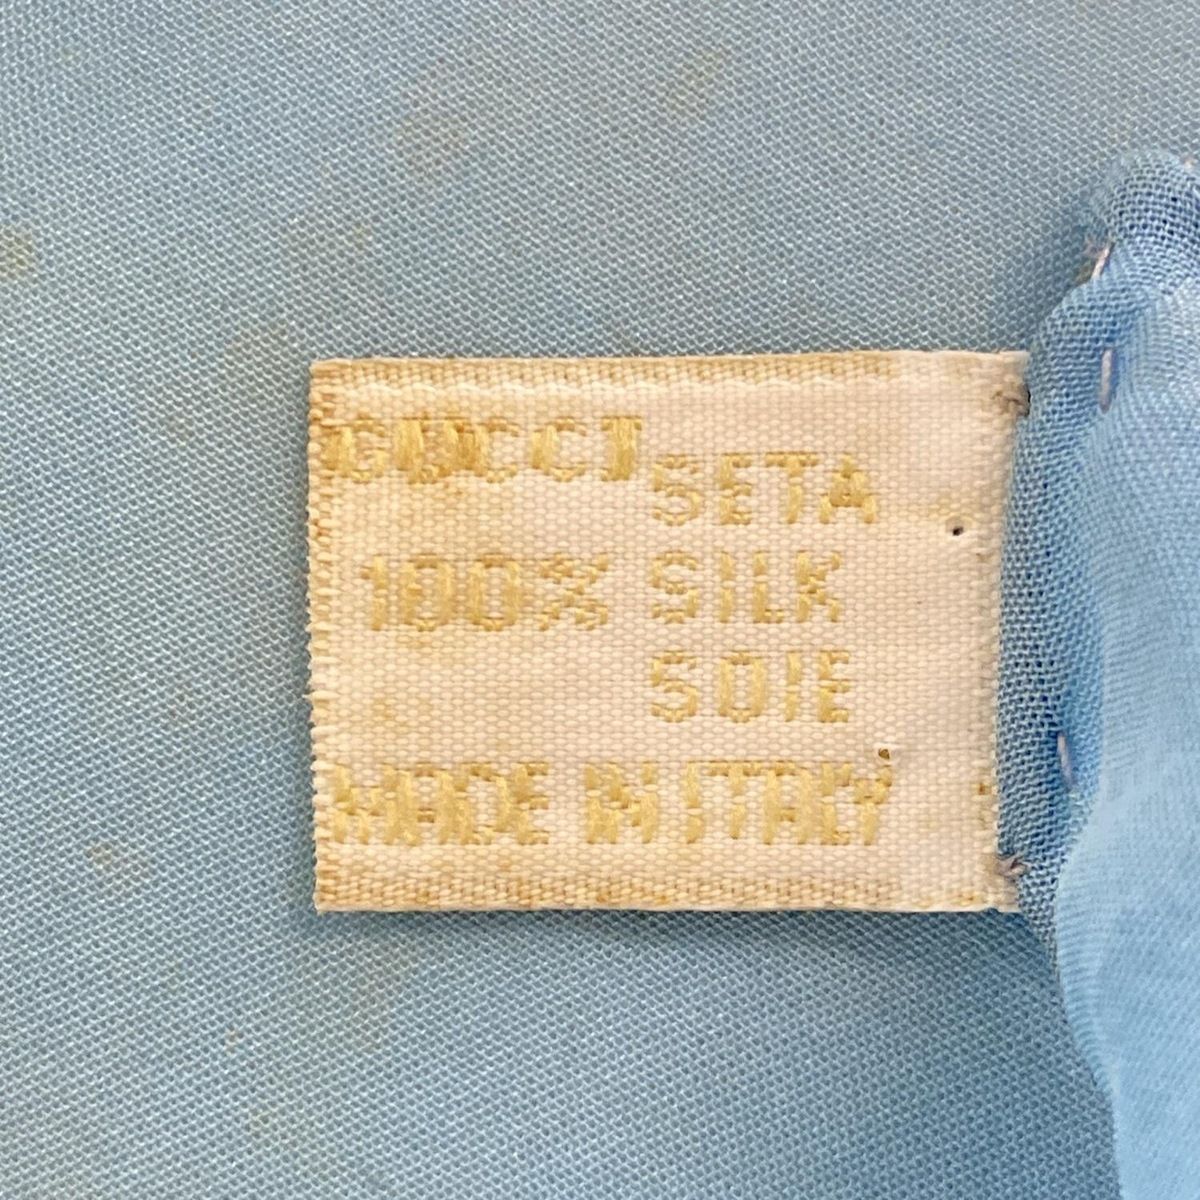 GUCCI
SETA
100% SILK
SOIE
MADE IN ITALY